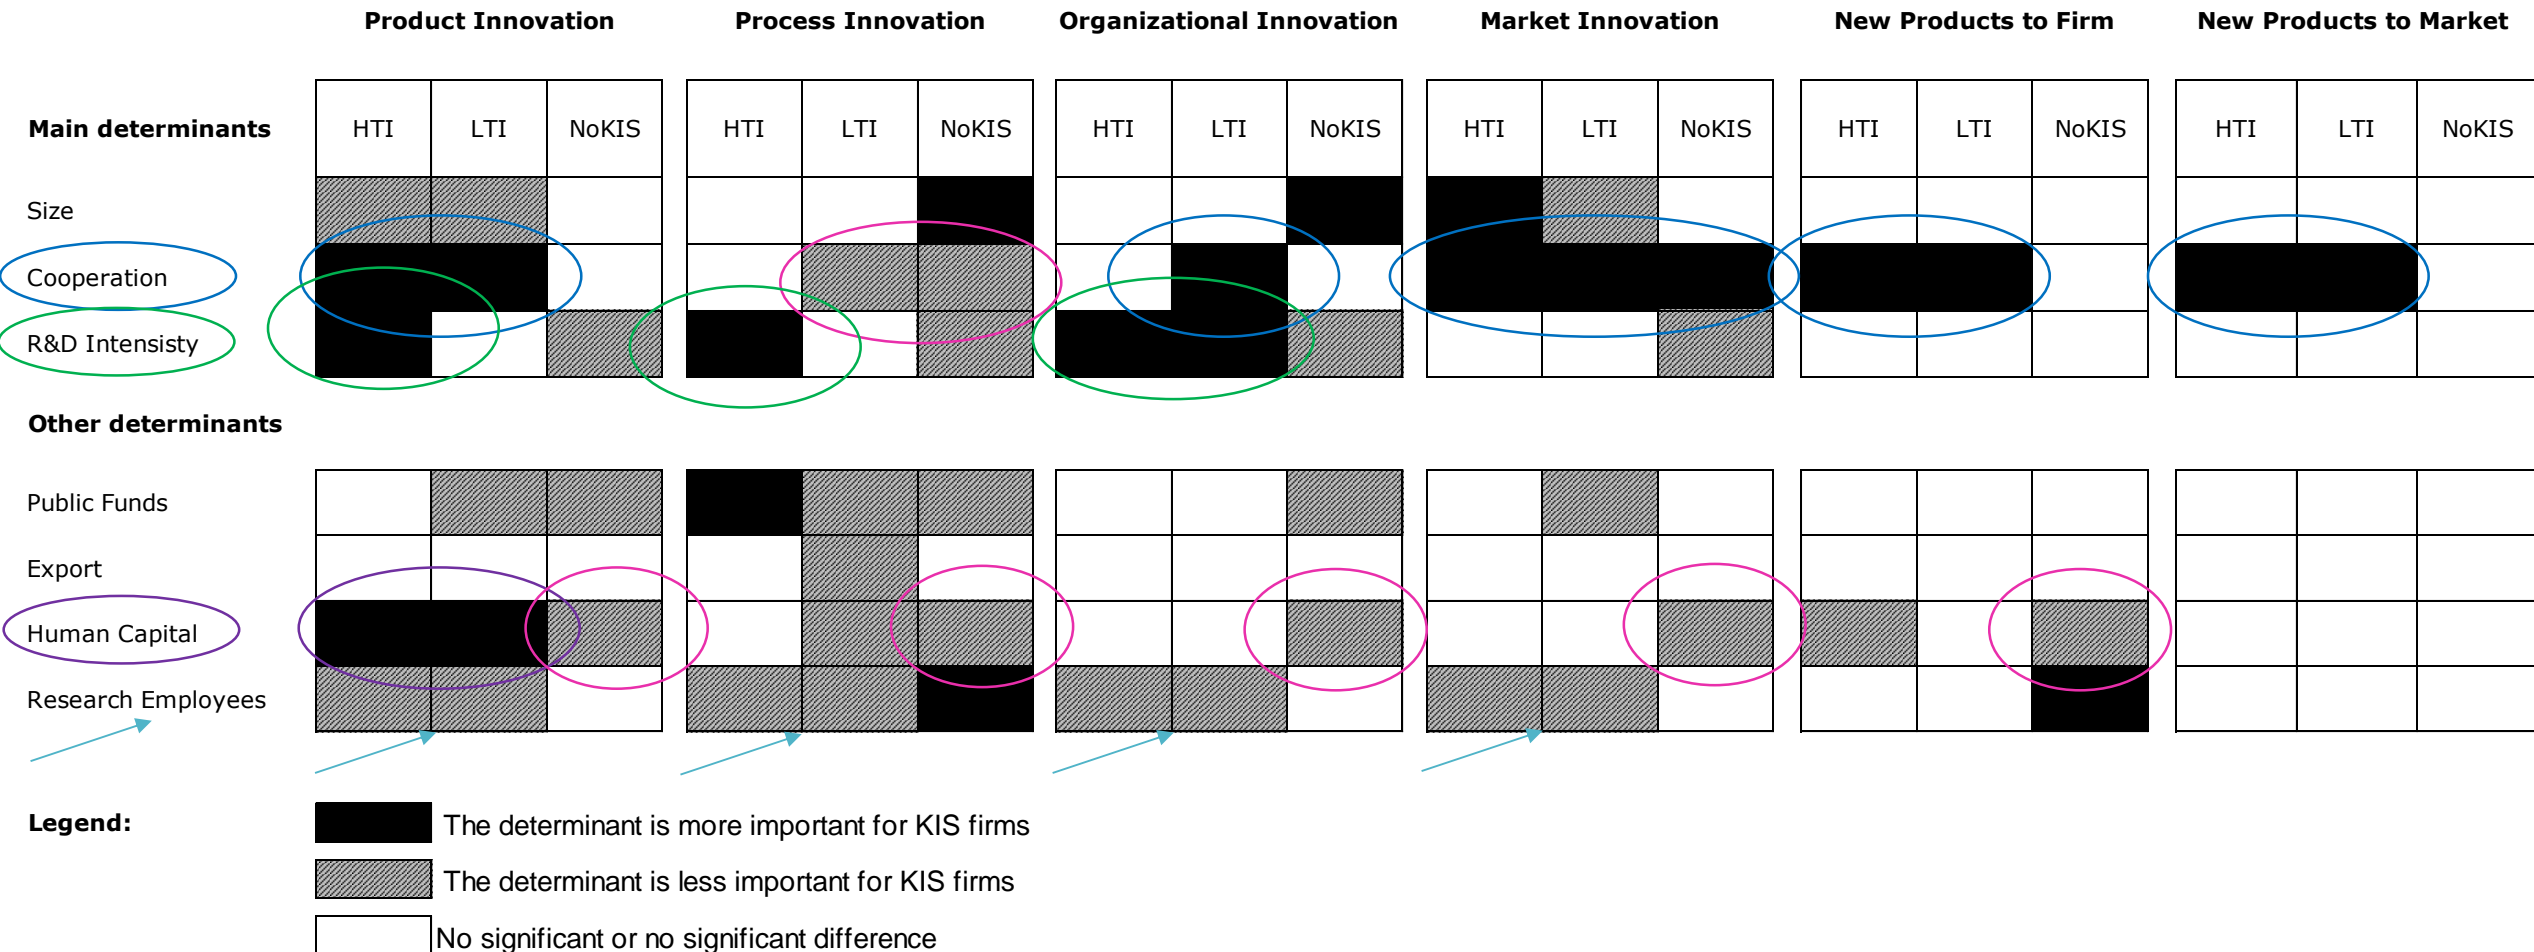 Product Innovation Process Innovation Organizational Innovation Market Innovation New Products to Firm New Products to Market
Main determinants HTI LTI NoKIS HTI LTI NoKIS HTI LTI NoKIS HTI LTI NoKIS HTI LTI NoKIS HTI LTI NoKIS
Size
Cooperation
R&D Intensisty
Other determinants
Public Funds
Export
Human Capital
Research Employees
Legend: The determinant is more important for KIS firms
The determinant is less important for KIS firms
No significant or no significant difference